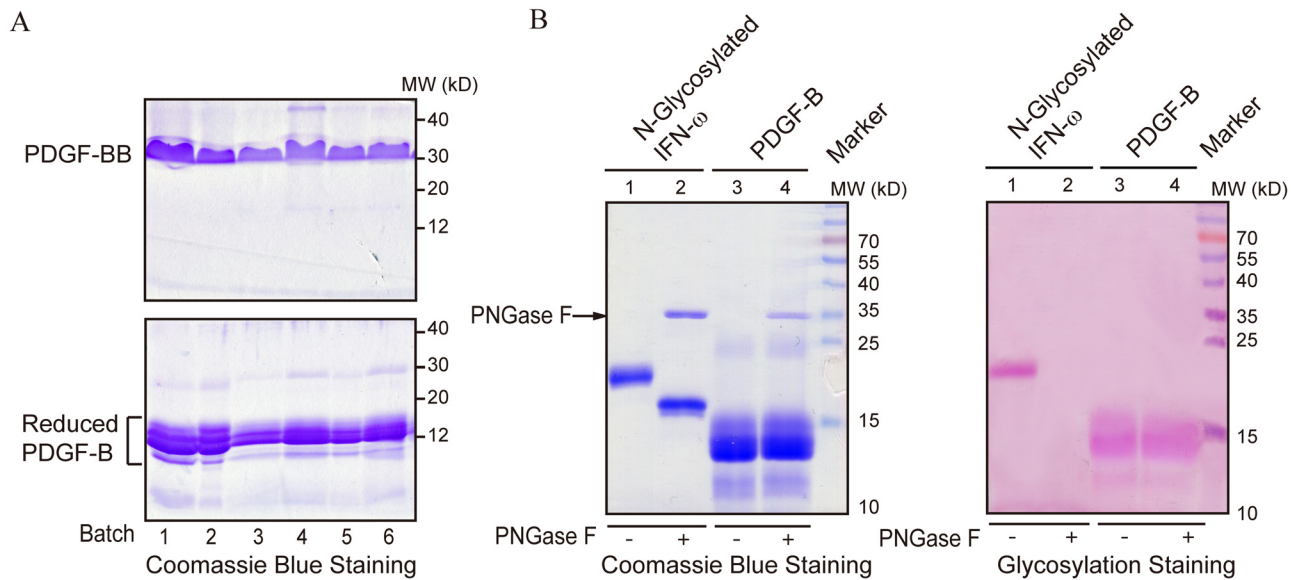 A
MW (kD)
40
PDGF-BB
30
20
12
40
30
20
Reduced
PDGF-B
12
Batch 1 2 3 4 5 6
Coomassie Blue Staining
B
N-Glycosylated
IFN-ω
PDGF-B
Marker
1 2 3 4 MW (kD)
70
55
40
PNGase F
35
25
15
10
PNGase F - + - +
Coomassie Blue Staining
N-Glycosylated
IFN-ω
PDGF-B
Marker
1 2 3 4 MW (kD)
70
55
40
35
25
15
10
PNGase F - + - +
Glycosylation Staining